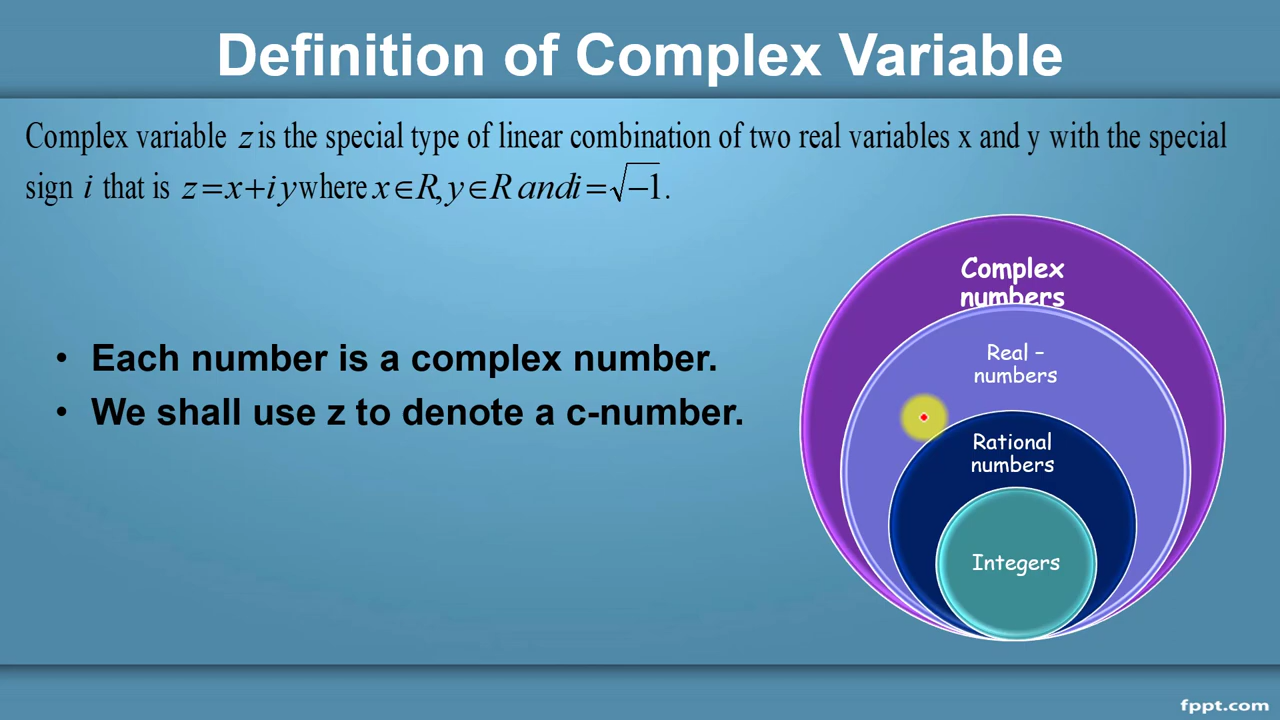 Definition of Complex Variable
Complex variable z is the special type of linear combination of two real variables x and y with the special
sign i that is z=x+iy where x∈R, y∈R andi=√−1.
• Each number is a complex number.
• We shall use z to denote a c-number.
Complex
numbers
Real –
numbers
Rational
numbers
Integers
fppt.com